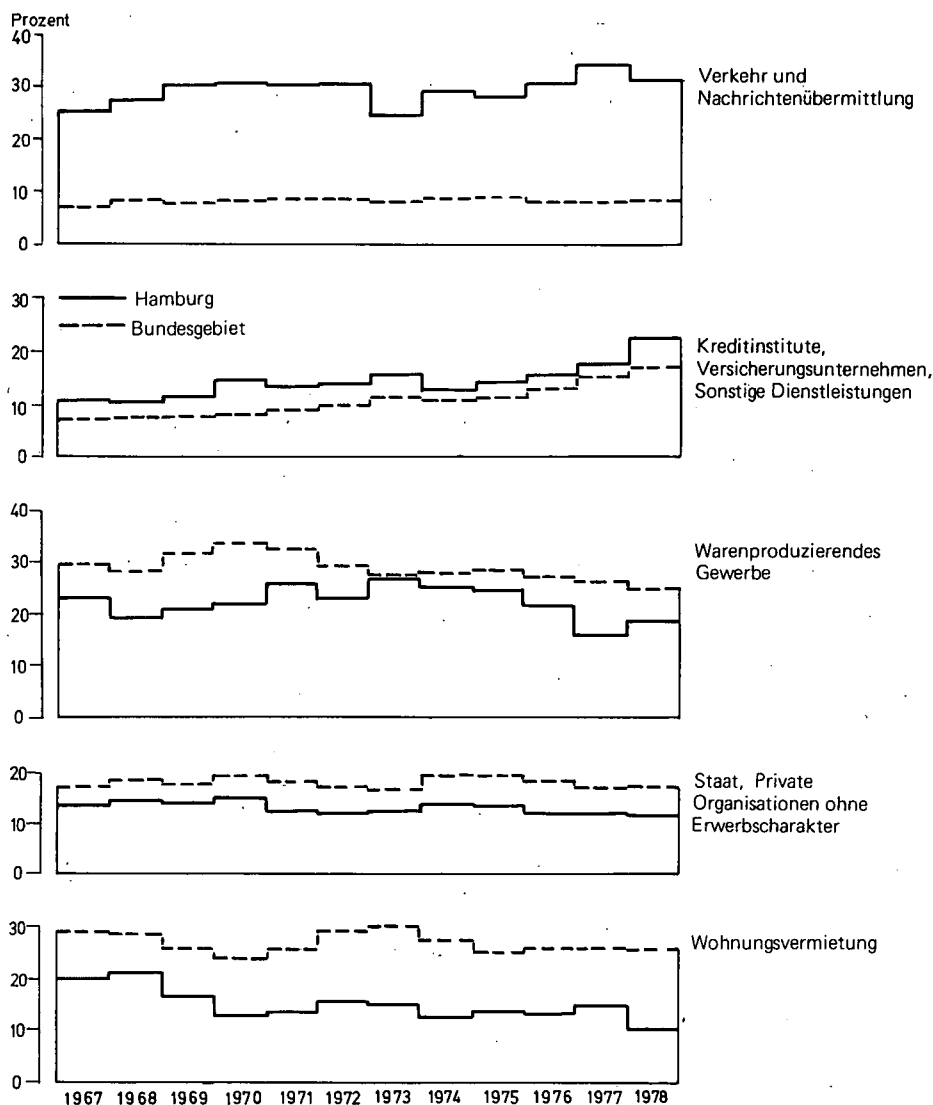 Prozent
40
30
20
10
0
Verkehr und
Nachrichtenübermittlung
30
20
10
0
Hamburg
Bundesgebiet
Kreditinstitute,
Versicherungsunternehmen,
Sonstige Dienstleistungen
40
30
20
10
0
Warenproduzierendes
Gewerbe
20
10
0
Staat, Private
Organisationen ohne
Erwerbscharakter
30
20
10
0
Wohnungsvermietung
1967 1968 1969 1970 1971 1972 1973 1974 1975 1976 1977 1978